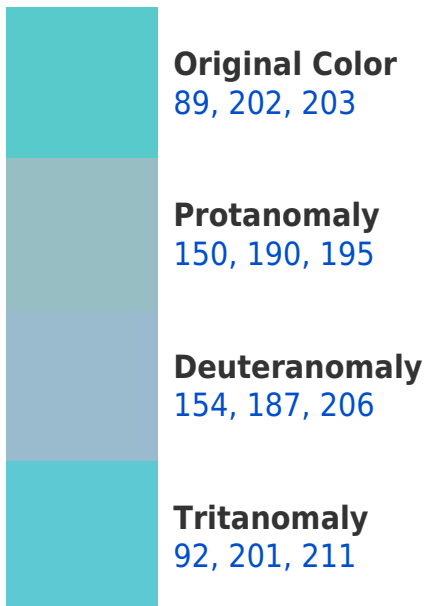 Original Color
89, 202, 203
Protanomaly
150, 190, 195
Deuteranomaly
154, 187, 206
Tritanomaly
92, 201, 211